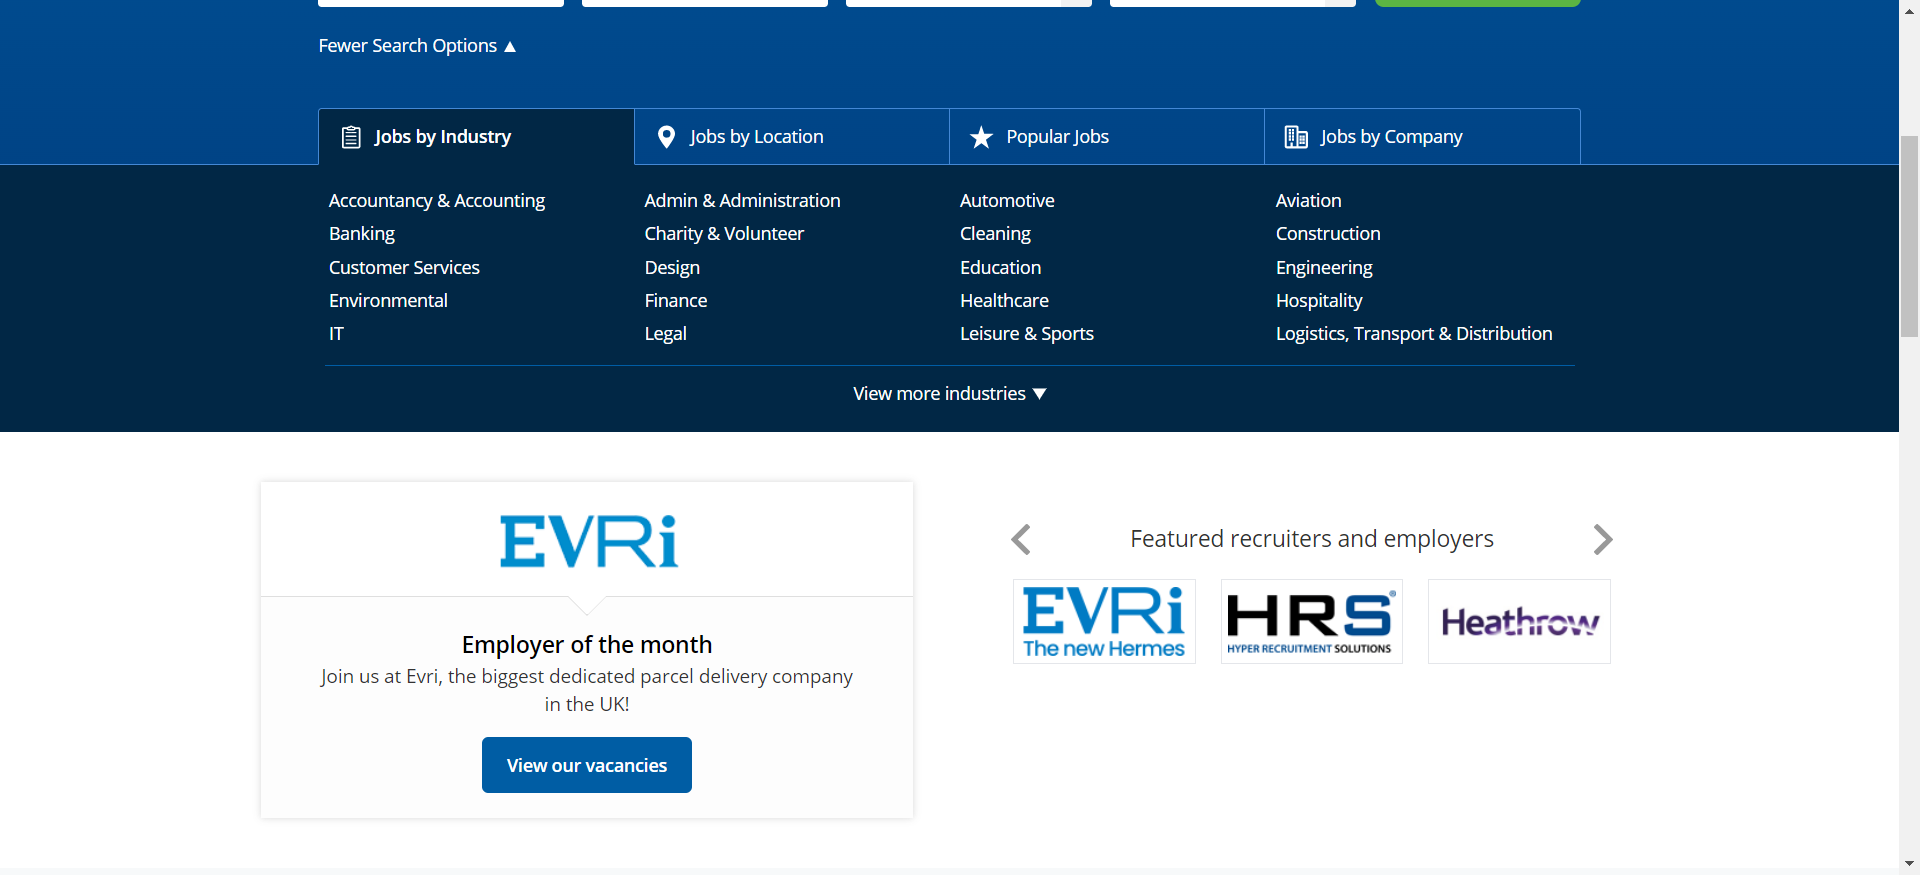 Fewer Search Options ▲
Jobs by Industry
Jobs by Location
Popular Jobs
Jobs by Company
Accountancy & Accounting
Admin & Administration
Automotive
Aviation
Banking
Charity & Volunteer
Cleaning
Construction
Customer Services
Design
Education
Engineering
Environmental
Finance
Healthcare
Hospitality
IT
Legal
Leisure & Sports
Logistics, Transport & Distribution
View more industries ▼
EVRi
Employer of the month
Join us at Evri, the biggest dedicated parcel delivery company
in the UK!
View our vacancies
Featured recruiters and employers
EVRi
The new Hermes
HRS®
HYPER RECRUITMENT SOLUTIONS
Heathrow